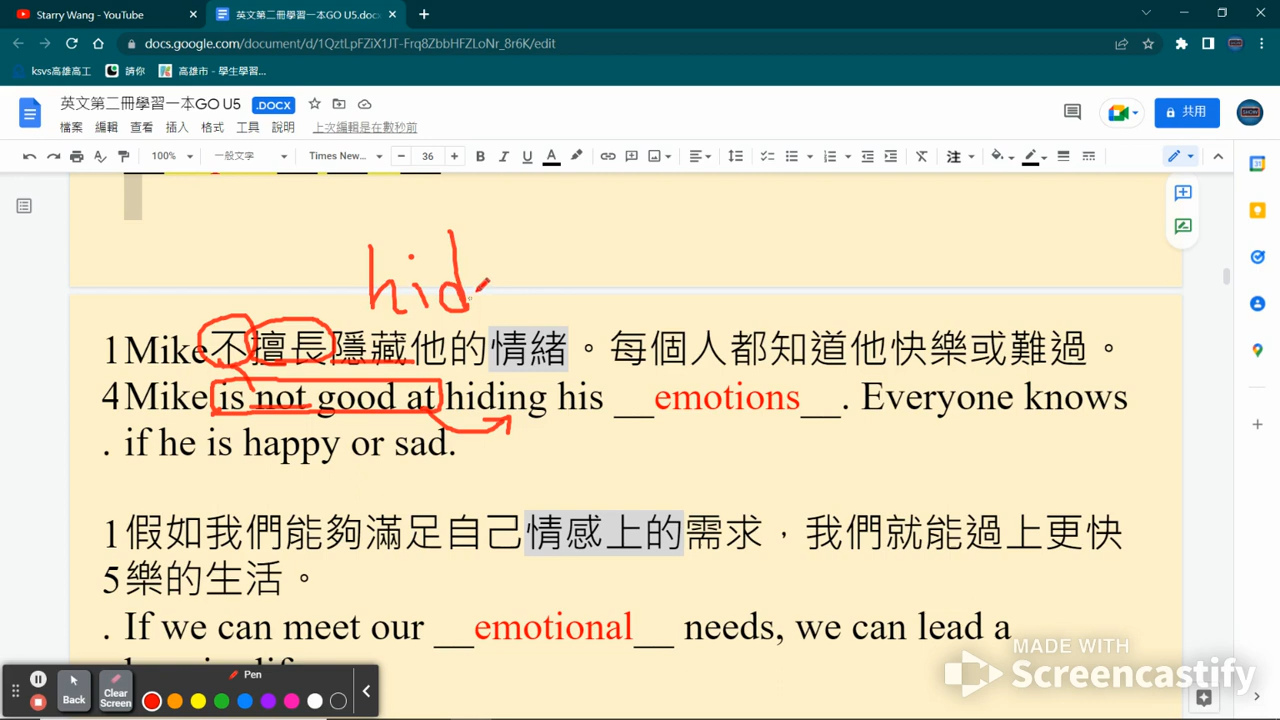 Starry Wang - YouTube
英文第二冊學習一本GO U5.docx
docs.google.com/document/d/1QztLpFZiX1JT-Frq8ZbbHFZLoNr_8r6K/edit
ksvs高雄高工
請你
高雄市 - 學生學習...
英文第二冊學習一本GO U5
.DOCX
檔案 編輯 查看 插入 格式 工具 說明
上次編輯是在數秒前
共用
100%
一般文字
Times New...
36
B I U A
注
hid
1 Mike不擅長隱藏他的情緒。每個人都知道他快樂或難過。
4 Mike is not good at hiding his __emotions__. Everyone knows
. if he is happy or sad.
1 假如我們能夠滿足自己情感上的需求，我們就能過上更快
5 樂的生活。
. If we can meet our __emotional__ needs, we can lead a
Pen
Back
Clear Screen
MADE WITH
Screencastify